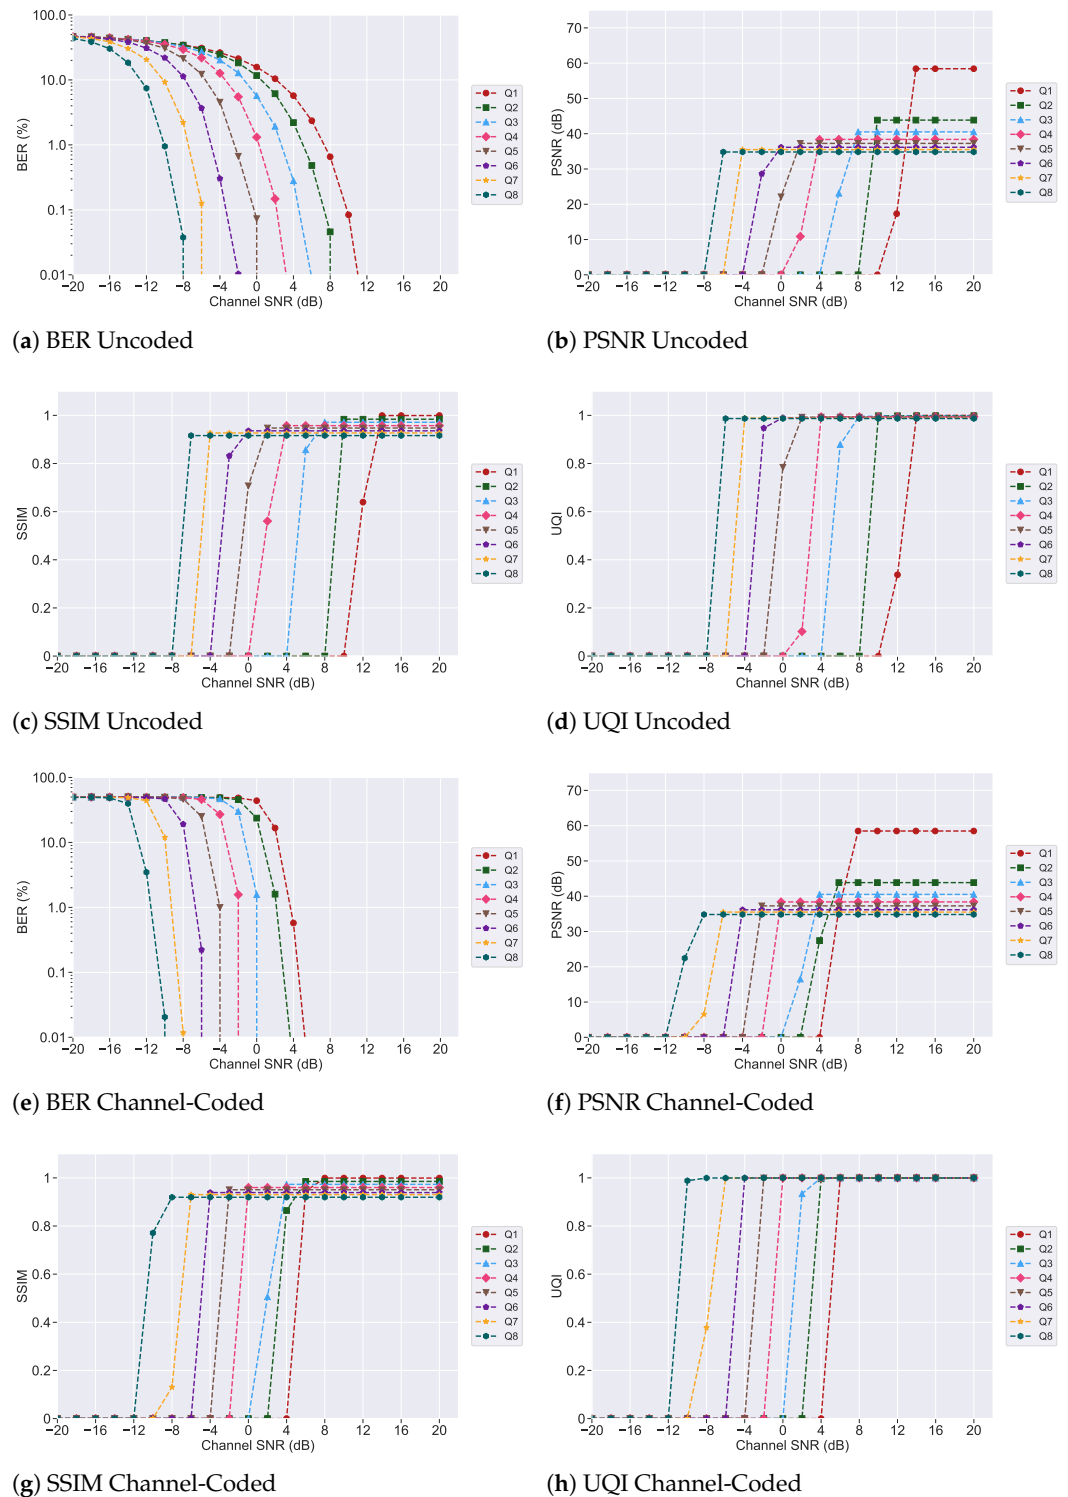 100.0
10.0
1.0
0.1
0.01
BER (%)
−20 −16 −12 −8 −4 0 4 8 12 16 20
Channel SNR (dB)
Q1
Q2
Q3
Q4
Q5
Q6
Q7
Q8
(a) BER Uncoded
70
60
50
40
30
20
10
0
PSNR (dB)
−20 −16 −12 −8 −4 0 4 8 12 16 20
Channel SNR (dB)
Q1
Q2
Q3
Q4
Q5
Q6
Q7
Q8
(b) PSNR Uncoded
1
0.8
0.6
0.4
0.2
0
SSIM
−20 −16 −12 −8 −4 0 4 8 12 16 20
Channel SNR (dB)
Q1
Q2
Q3
Q4
Q5
Q6
Q7
Q8
(c) SSIM Uncoded
1
0.8
0.6
0.4
0.2
0
UQI
−20 −16 −12 −8 −4 0 4 8 12 16 20
Channel SNR (dB)
Q1
Q2
Q3
Q4
Q5
Q6
Q7
Q8
(d) UQI Uncoded
100.0
10.0
1.0
0.1
0.01
BER (%)
−20 −16 −12 −8 −4 0 4 8 12 16 20
Channel SNR (dB)
Q1
Q2
Q3
Q4
Q5
Q6
Q7
Q8
(e) BER Channel-Coded
70
60
50
40
30
20
10
0
PSNR (dB)
−20 −16 −12 −8 −4 0 4 8 12 16 20
Channel SNR (dB)
Q1
Q2
Q3
Q4
Q5
Q6
Q7
Q8
(f) PSNR Channel-Coded
1
0.8
0.6
0.4
0.2
0
SSIM
−20 −16 −12 −8 −4 0 4 8 12 16 20
Channel SNR (dB)
Q1
Q2
Q3
Q4
Q5
Q6
Q7
Q8
(g) SSIM Channel-Coded
1
0.8
0.6
0.4
0.2
0
UQI
−20 −16 −12 −8 −4 0 4 8 12 16 20
Channel SNR (dB)
Q1
Q2
Q3
Q4
Q5
Q6
Q7
Q8
(h) UQI Channel-Coded